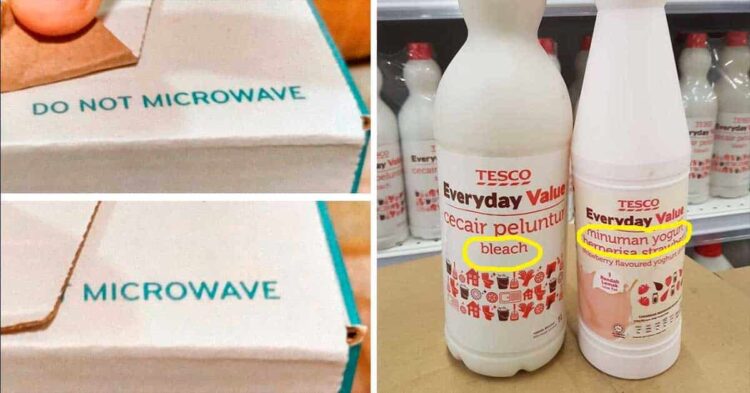 DO NOT MICROWAVE
MICROWAVE
TESCO
Everyday Value
cecair peluntur
bleach
TESCO
Everyday Value
minuman yogurt
berperisa strawberi
strawberry flavoured yoghurt drink